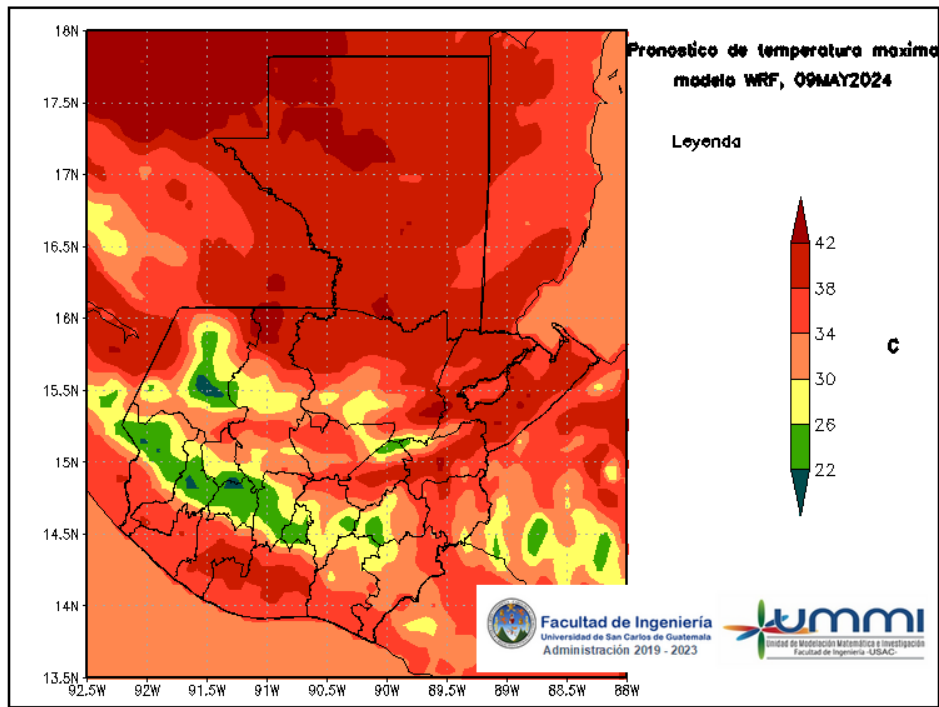 Pronostico de temperatura maxima
modelo WRF, 09MAY2024
Leyenda
42
38
34
30
26
22
C
18N
17.5N
17N
16.5N
16N
15.5N
15N
14.5N
14N
13.5N
92.5W
92W
91.5W
91W
90.5W
90W
89.5W
89W
88.5W
88W
Facultad de Ingeniería
Universidad de San Carlos de Guatemala
Administración 2019 - 2023
UMMI
Unidad de Modelación Matemática e Investigación
Facultad de Ingeniería -USAC-